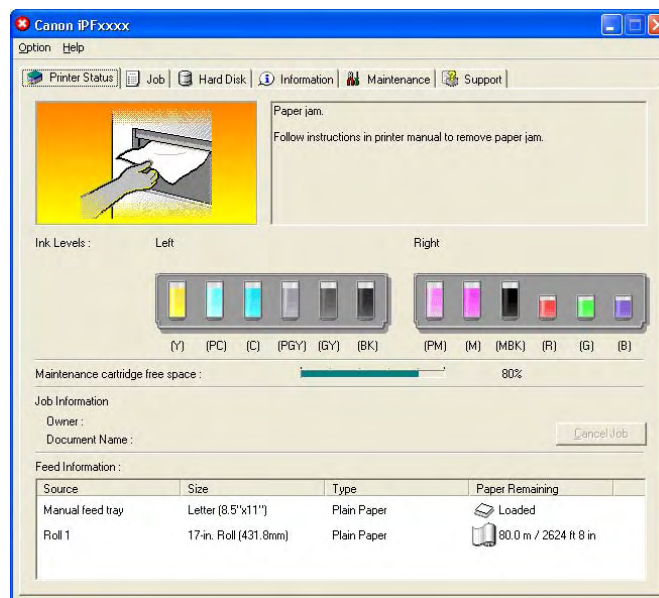 Canon iPFxxxx
Option Help
Printer Status Job Hard Disk Information Maintenance Support
Paper jam.
Follow instructions in printer manual to remove paper jam.
Ink Levels : Left Right
(Y) (PC) (C) (PGY) (GY) (BK) (PM) (M) (MBK) (R) (G) (B)
Maintenance cartridge free space : 80%
Job Information
Owner :
Document Name :
Cancel Job
Feed Information :
Source Size Type Paper Remaining
Manual feed tray Letter (8.5"x11") Plain Paper Loaded
Roll 1 17-in. Roll (431.8mm) Plain Paper 80.0 m / 2624 ft 8 in